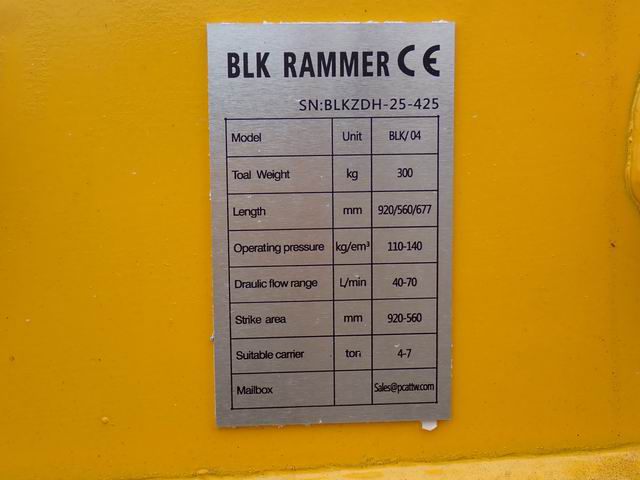 BLK RAMMER CE
SN:BLKZDH-25-425
Model Unit BLK/04
Toal Weight kg 300
Length mm 920/560/677
Operating pressure kg/em³ 110-140
Draulic flow range L/min 40-70
Strike area mm 920-560
Suitable carrier ton 4-7
Mailbox Sales@pcattw.com